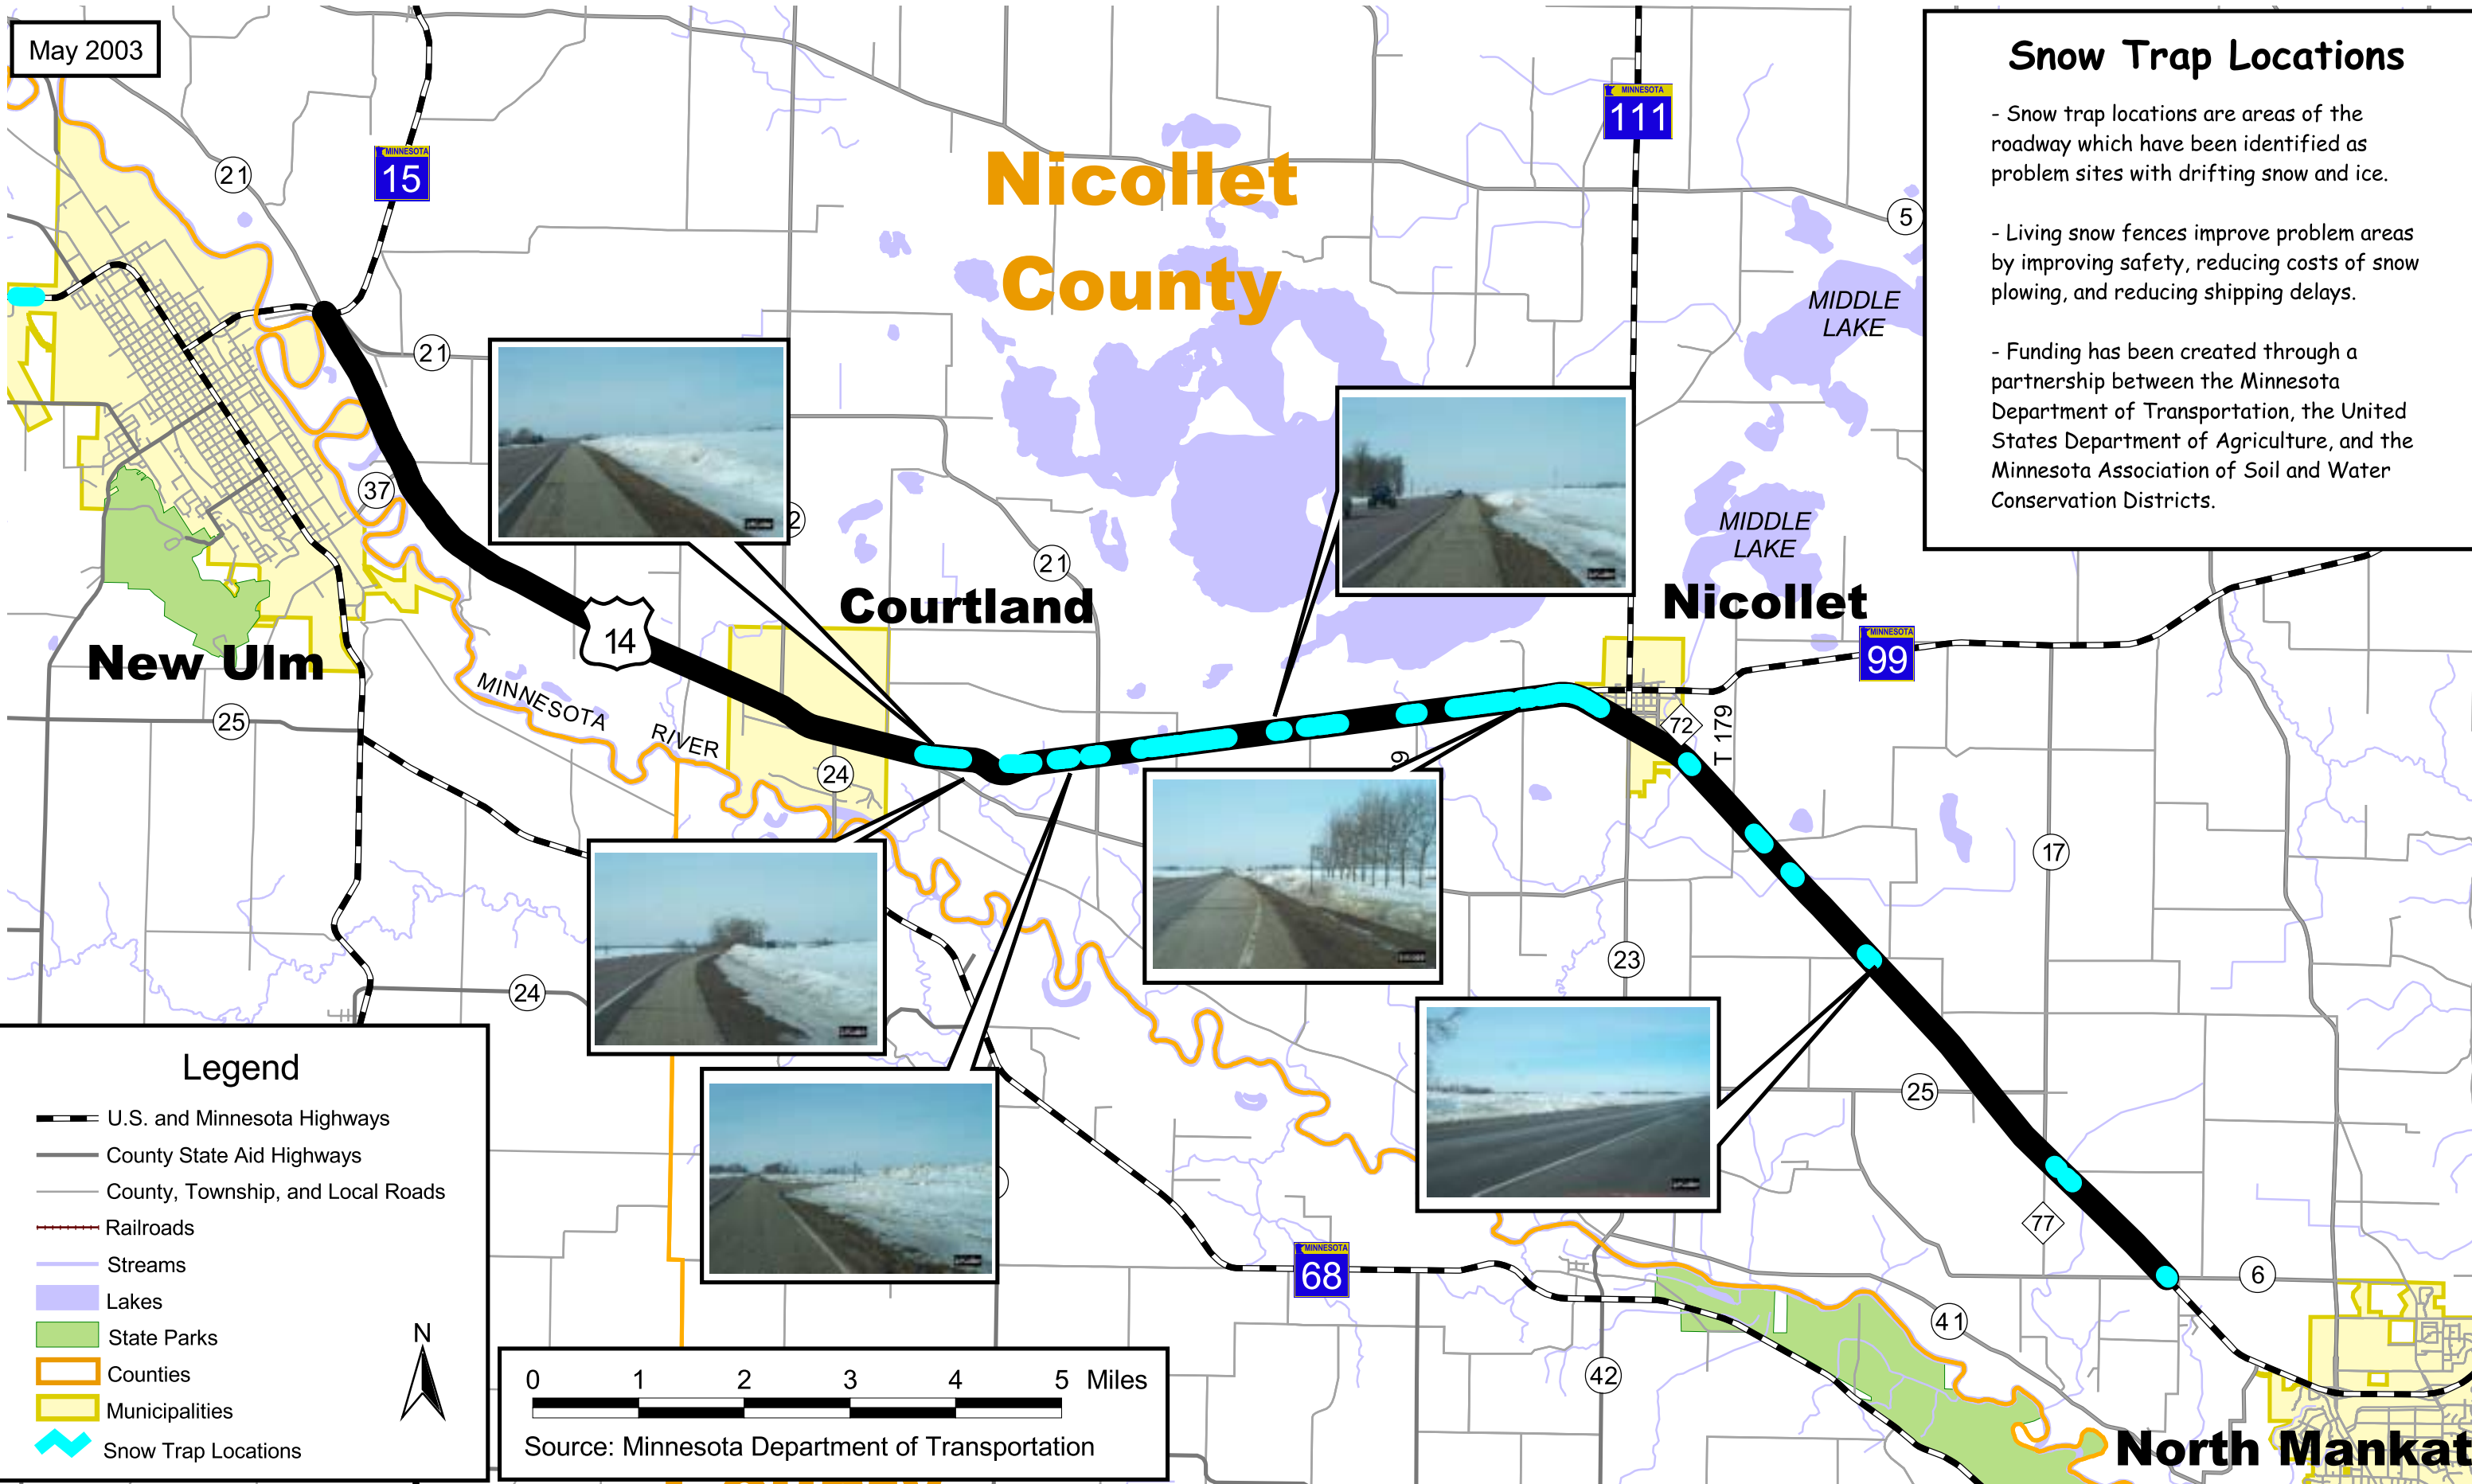 May 2003
Snow Trap Locations
- Snow trap locations are areas of the
roadway which have been identified as
problem sites with drifting snow and ice.
- Living snow fences improve problem areas
by improving safety, reducing costs of snow
plowing, and reducing shipping delays.
- Funding has been created through a
partnership between the Minnesota
Department of Transportation, the United
States Department of Agriculture, and the
Minnesota Association of Soil and Water
Conservation Districts.
MINNESOTA
111
MINNESOTA
15
21
Nicollet
County
5
MIDDLE
LAKE
21
37
2
MIDDLE
LAKE
21
Courtland
Nicollet
14
MINNESOTA
99
New Ulm
MINNESOTA
RIVER
25
72
T 179
9
24
17
23
24
25
77
MINNESOTA
68
6
41
42
North Mankat
Legend
U.S. and Minnesota Highways
County State Aid Highways
County, Township, and Local Roads
Railroads
Streams
Lakes
State Parks
Counties
Municipalities
Snow Trap Locations
N
0 1 2 3 4 5 Miles
Source: Minnesota Department of Transportation